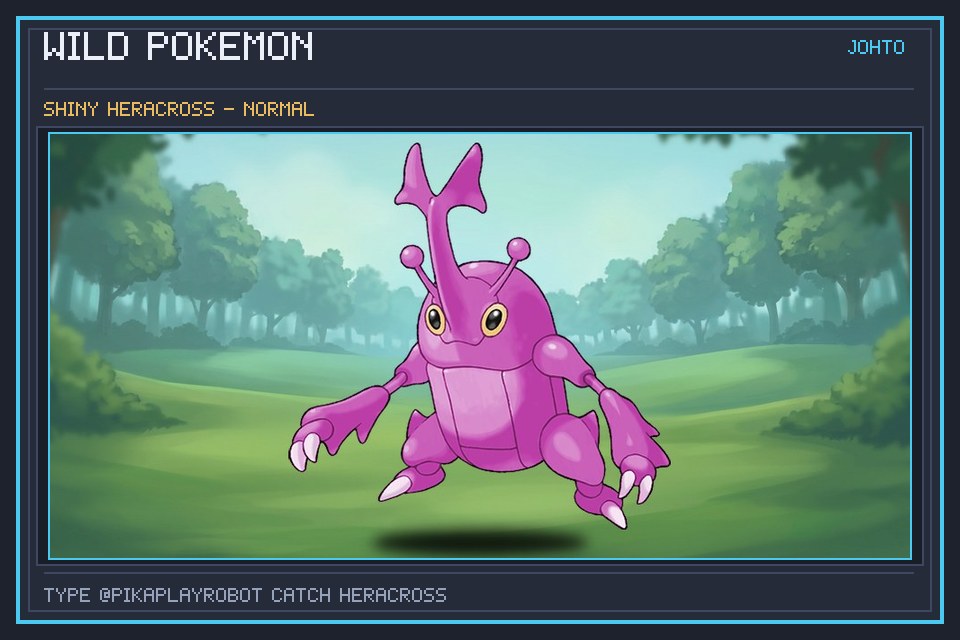 WILD POKEMON
JOHTO
SHINY HERACROSS - NORMAL
TYPE @PIKAPLAYROBOT CATCH HERACROSS